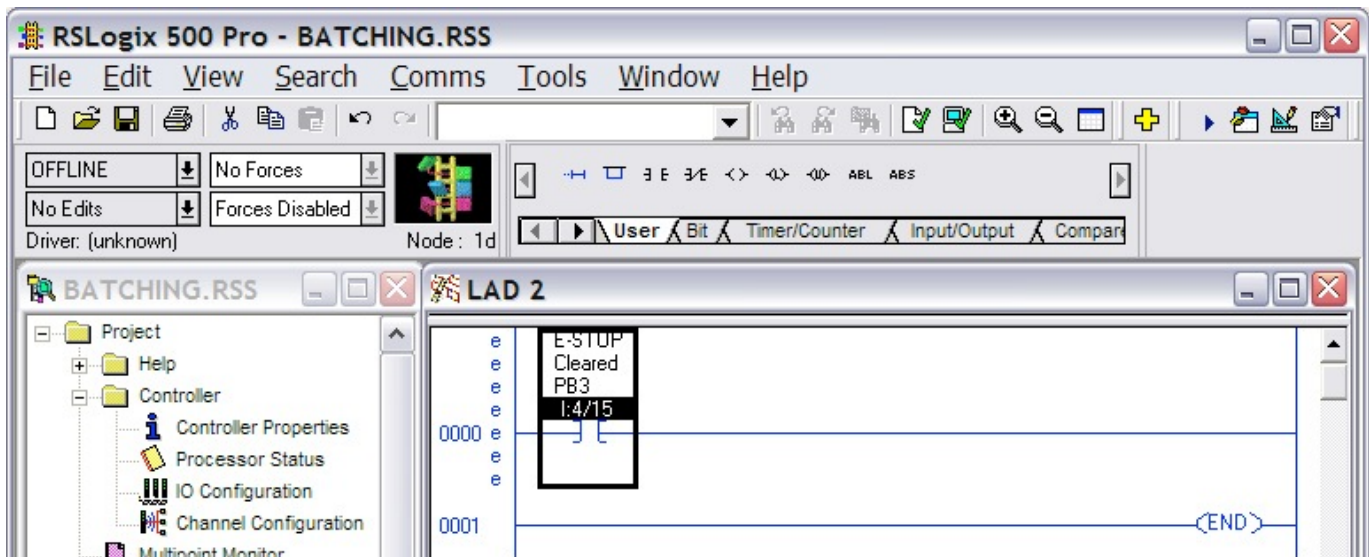 RSLogix 500 Pro - BATCHING.RSS
File Edit View Search Comms Tools Window Help
OFFLINE No Forces
No Edits Forces Disabled
Driver: (unknown) Node : 1d
ABL ABS
User Bit Timer/Counter Input/Output Compare
BATCHING.RSS
Project
Help
Controller
Controller Properties
Processor Status
IO Configuration
Channel Configuration
Multipoint Monitor
LAD 2
e E-STOP
e Cleared
e PB3
e I:4/15
0000 e
e
e
0001 END